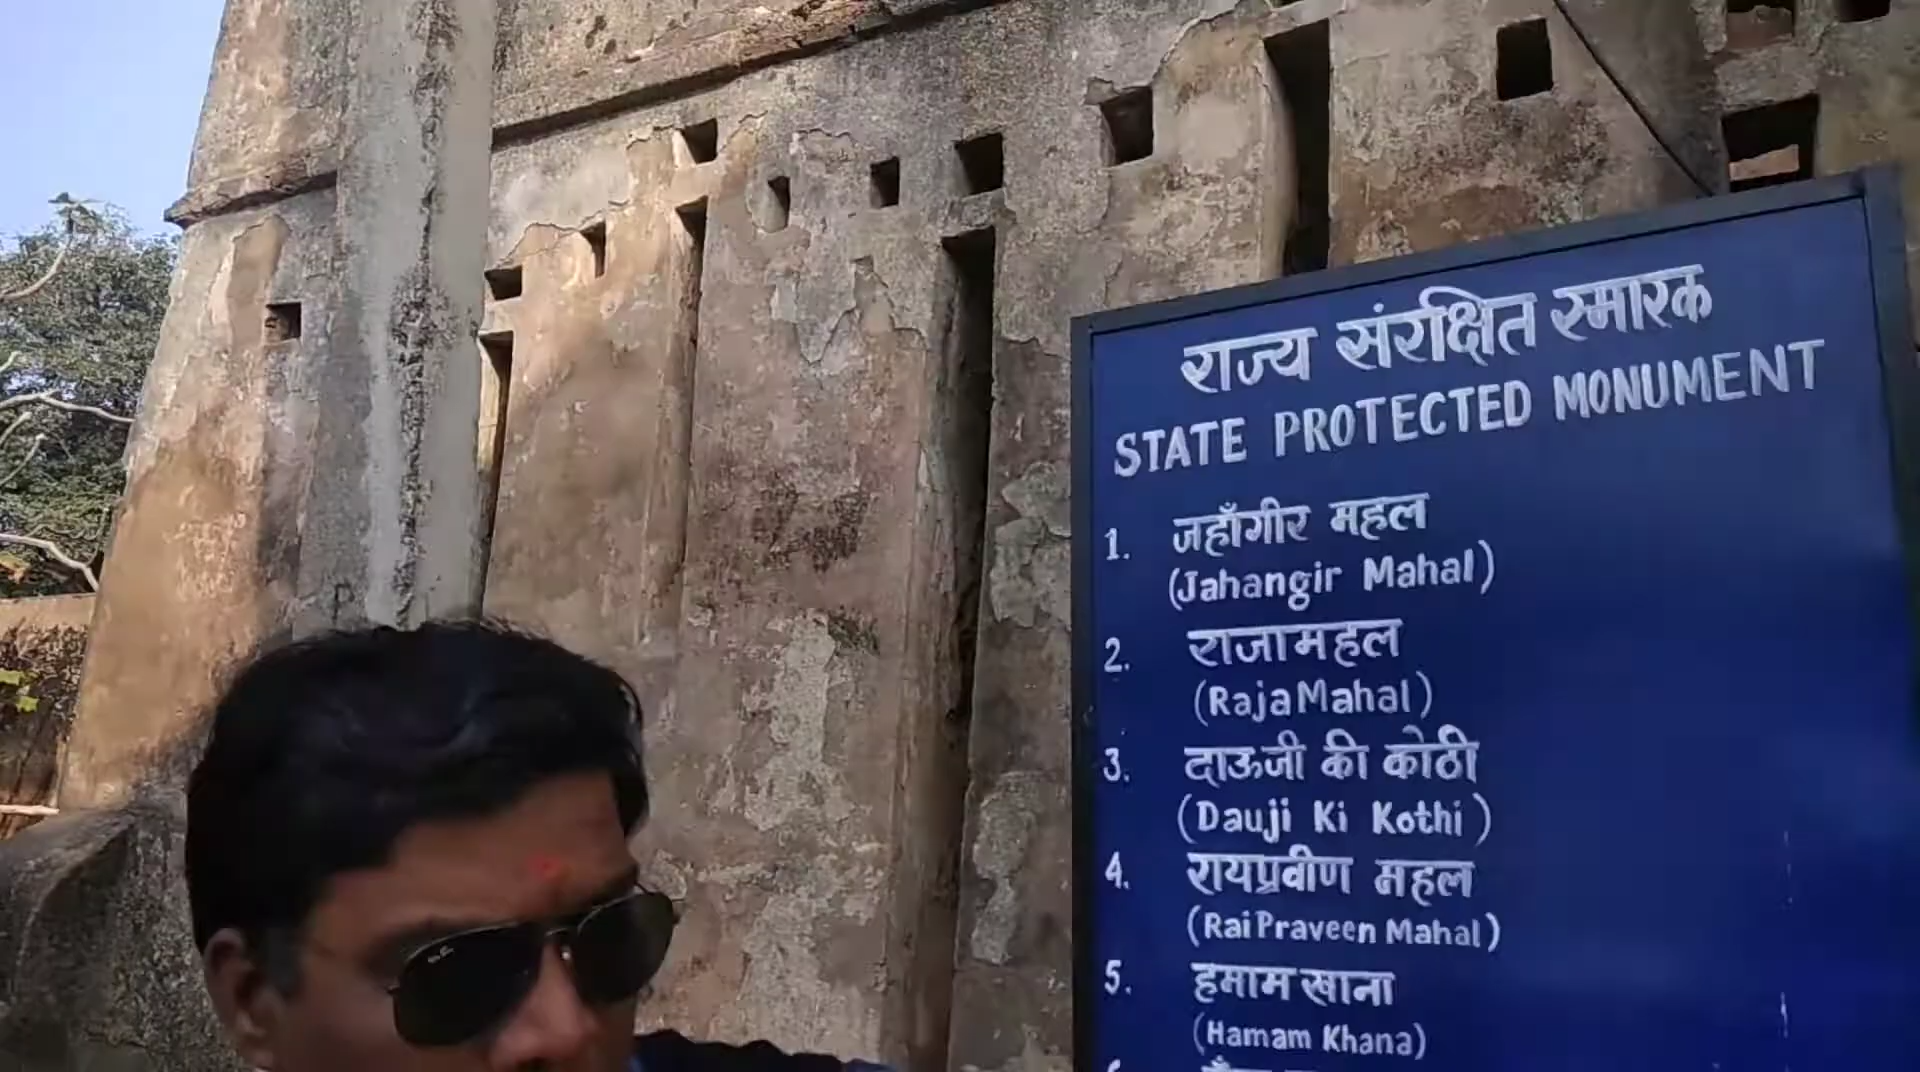 राज्य संरक्षित स्मारक
STATE PROTECTED MONUMENT
1. जहाँगीर महल
(Jahangir Mahal)
2. राजामहल
(Raja Mahal)
3. दाऊजी की कोठी
(Dauji Ki Kothi)
4. रायप्रवीण महल
(Rai Praveen Mahal)
5. हमाम खाना
(Hamam Khana)